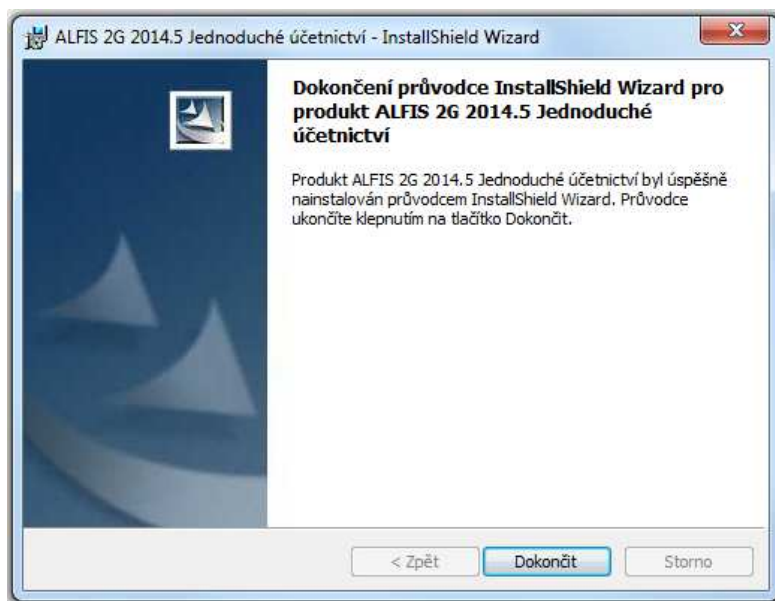 ALFIS 2G 2014.5 Jednoduché účetnictví - InstallShield Wizard
Dokončení průvodce InstallShield Wizard pro
produkt ALFIS 2G 2014.5 Jednoduché
účetnictví
Produkt ALFIS 2G 2014.5 Jednoduché účetnictví byl úspěšně
nainstalován průvodcem InstallShield Wizard. Průvodce
ukončíte klepnutím na tlačítko Dokončit.
< Zpět
Dokončit
Storno